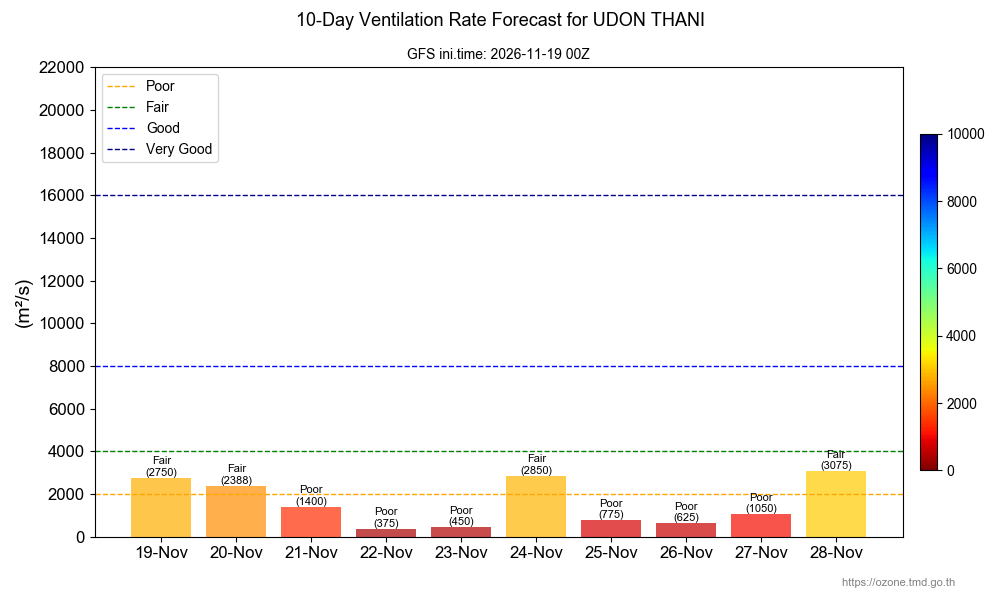 10-Day Ventilation Rate Forecast for UDON THANI
GFS ini.time: 2026-11-19 00Z
(m²/s)
22000
20000
18000
16000
14000
12000
10000
8000
6000
4000
2000
0
Poor
Fair
Good
Very Good
Fair
(2750)
Fair
(2388)
Poor
(1400)
Poor
(375)
Poor
(450)
Fair
(2850)
Poor
(775)
Poor
(625)
Poor
(1050)
Fair
(3075)
19-Nov
20-Nov
21-Nov
22-Nov
23-Nov
24-Nov
25-Nov
26-Nov
27-Nov
28-Nov
10000
8000
6000
4000
2000
0
https://ozone.tmd.go.th